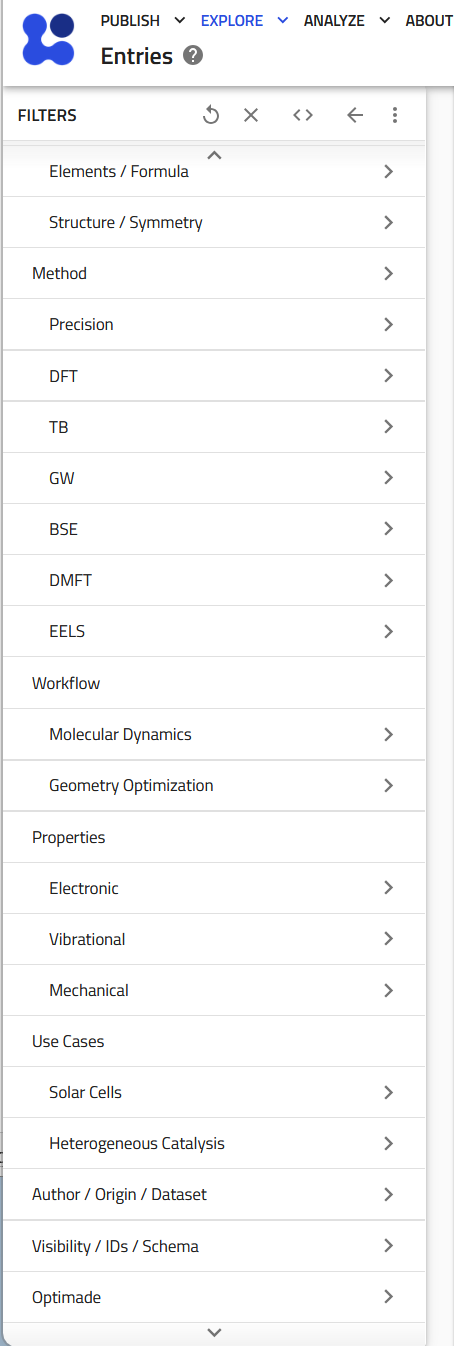 PUBLISH EXPLORE ANALYZE ABOUT
Entries ?
FILTERS
Elements / Formula
Structure / Symmetry
Method
Precision
DFT
TB
GW
BSE
DMFT
EELS
Workflow
Molecular Dynamics
Geometry Optimization
Properties
Electronic
Vibrational
Mechanical
Use Cases
Solar Cells
Heterogeneous Catalysis
Author / Origin / Dataset
Visibility / IDs / Schema
Optimade